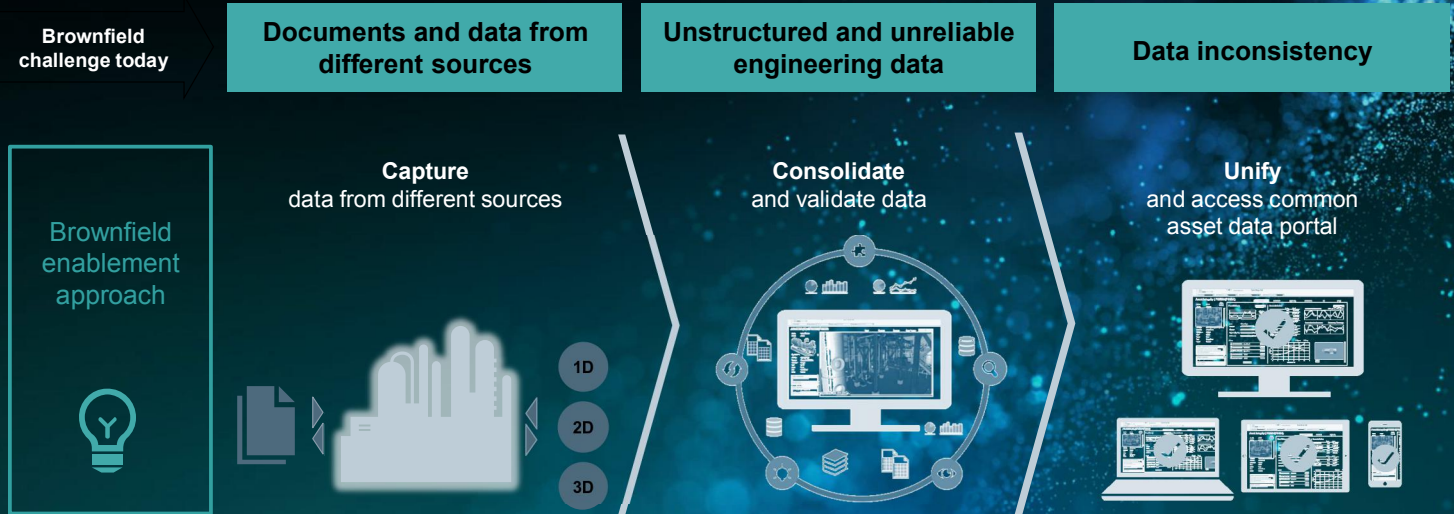 Brownfield
challenge today
Documents and data from
different sources
Unstructured and unreliable
engineering data
Data inconsistency
Brownfield
enablement
approach
Capture
data from different sources
1D
2D
3D
Consolidate
and validate data
Unify
and access common
asset data portal